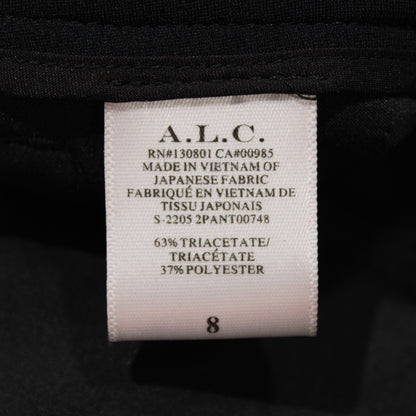 A.L.C.
RN#130801 CA#00985
MADE IN VIETNAM OF
JAPANESE FABRIC
FABRIQUÉ EN VIETNAM DE
TISSU JAPONAIS
S-2205 2PANT00748
63% TRIACETATE/
TRIACÉTATE
37% POLYESTER
8